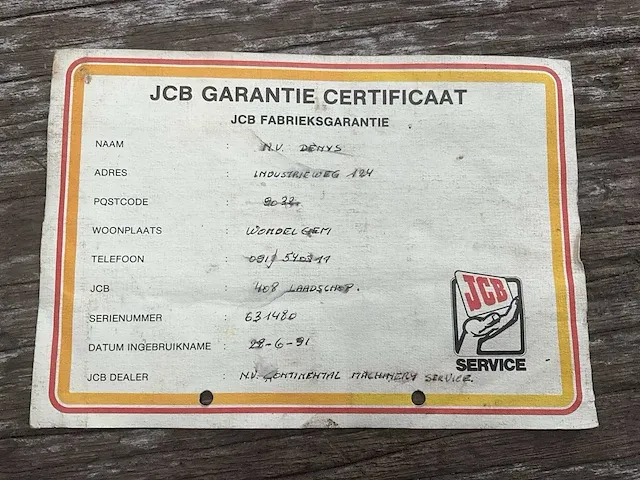 JCB GARANTIE CERTIFICAAT
JCB FABRIEKSGARANTIE
NAAM : N.V. DENYS
ADRES : INDUSTRIEWEG 124
POSTCODE : 9032
WOONPLAATS : WONDELGEM
TELEFOON : 091/ 540311
JCB : 408 LAADSCHOP.
SERIENUMMER : 631480
DATUM INGEBRUIKNAME : 28-6-91
JCB DEALER : N.V. CONTINENTAL MACHINERY SERVICE.
JCB
SERVICE